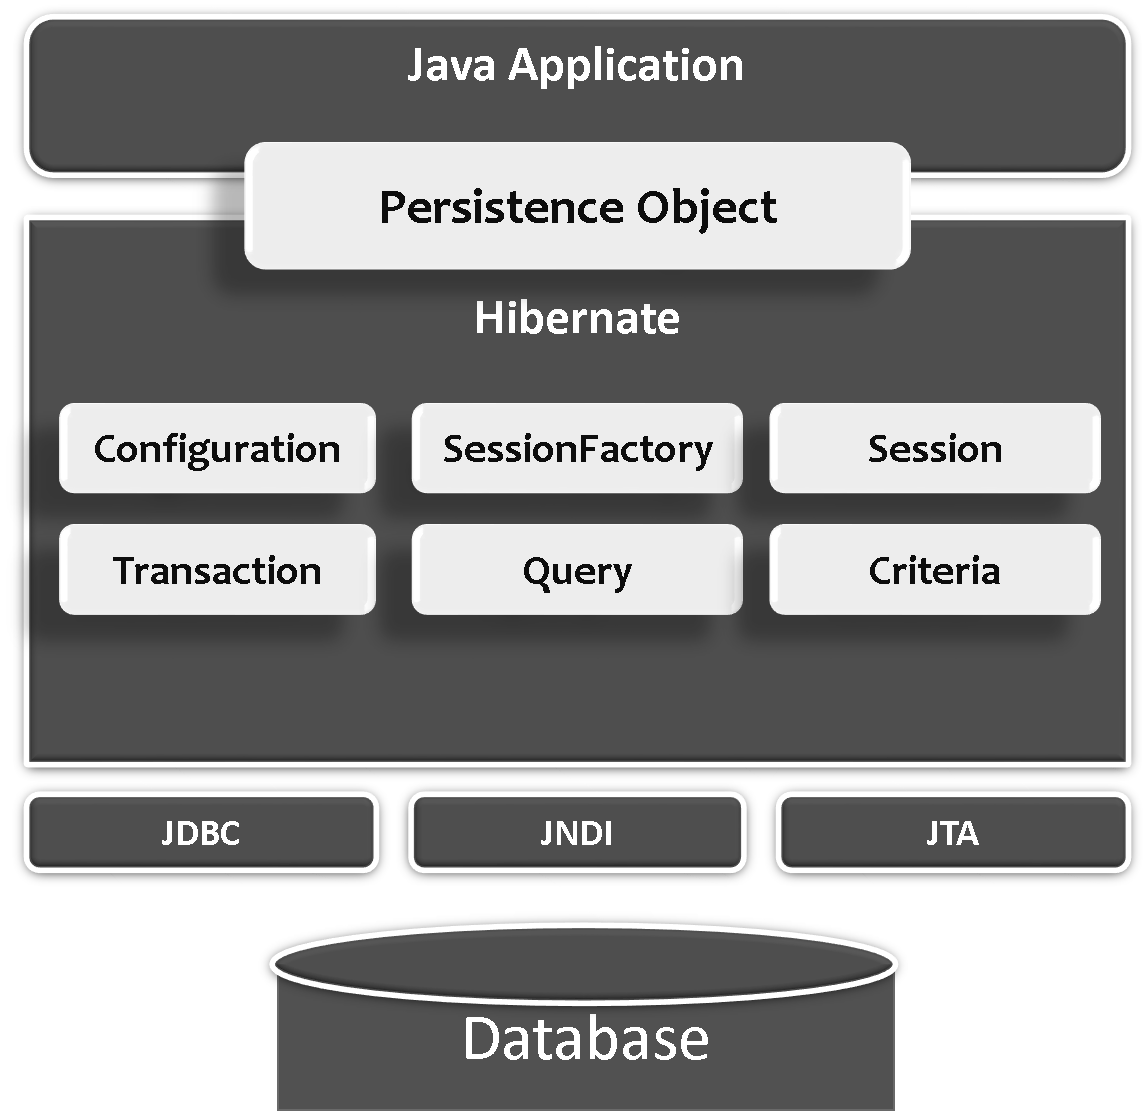 Java Application
Persistence Object
Hibernate
Configuration
SessionFactory
Session
Transaction
Query
Criteria
JDBC
JNDI
JTA
Database